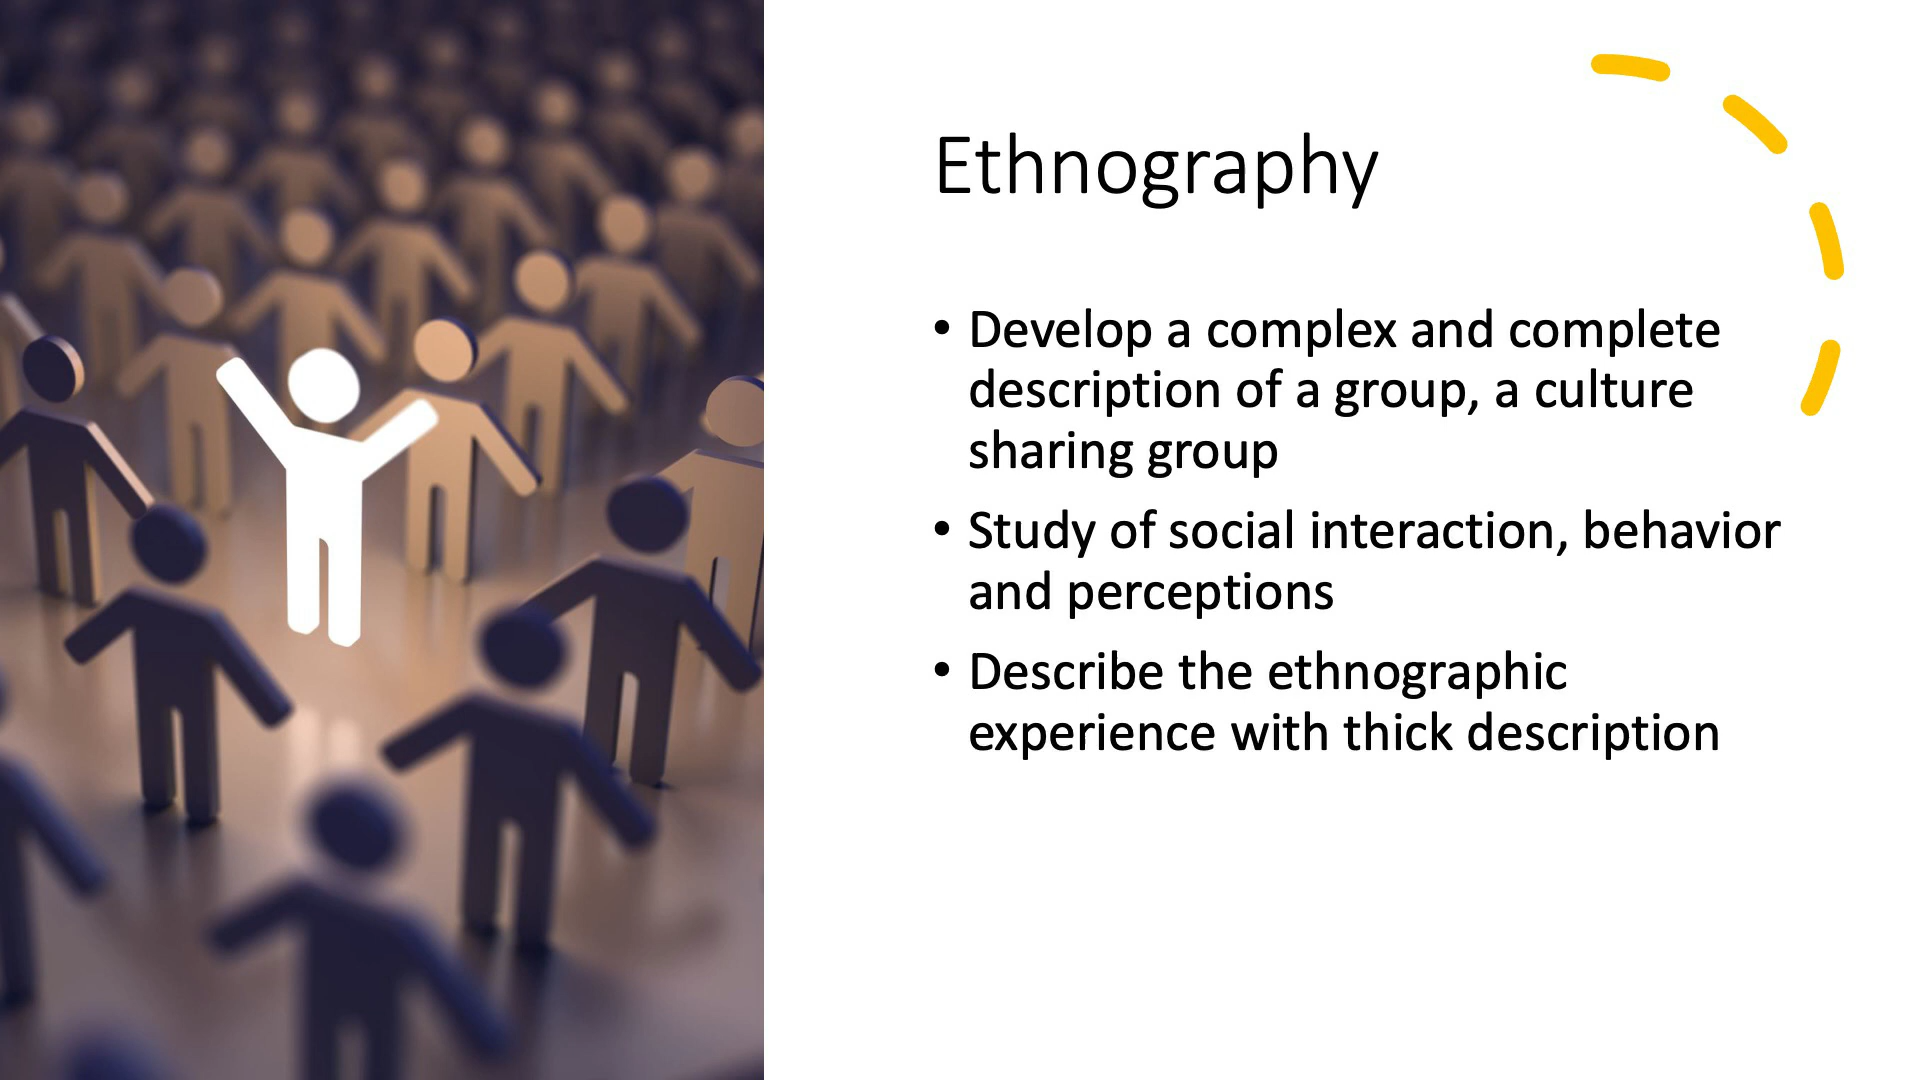 Ethnography
• Develop a complex and complete
description of a group, a culture
sharing group
• Study of social interaction, behavior
and perceptions
• Describe the ethnographic
experience with thick description